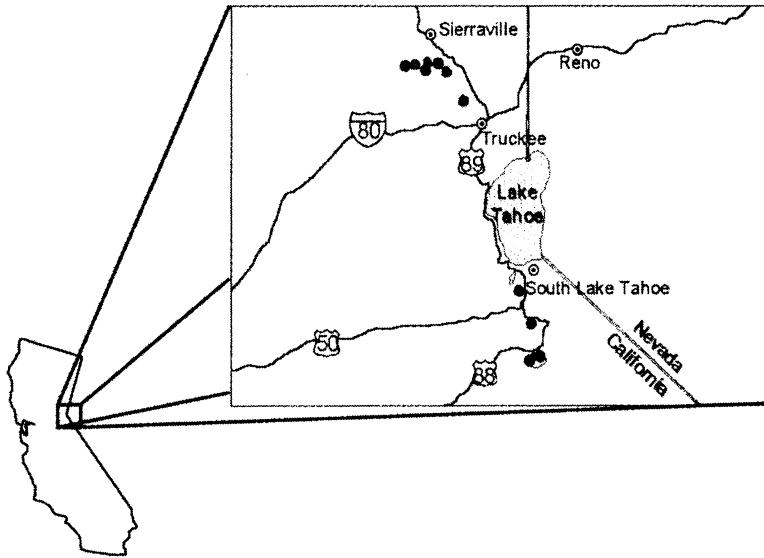 Sierraville
Reno
80
Truckee
89
Lake
Tahoe
South Lake Tahoe
50
Nevada
California
88